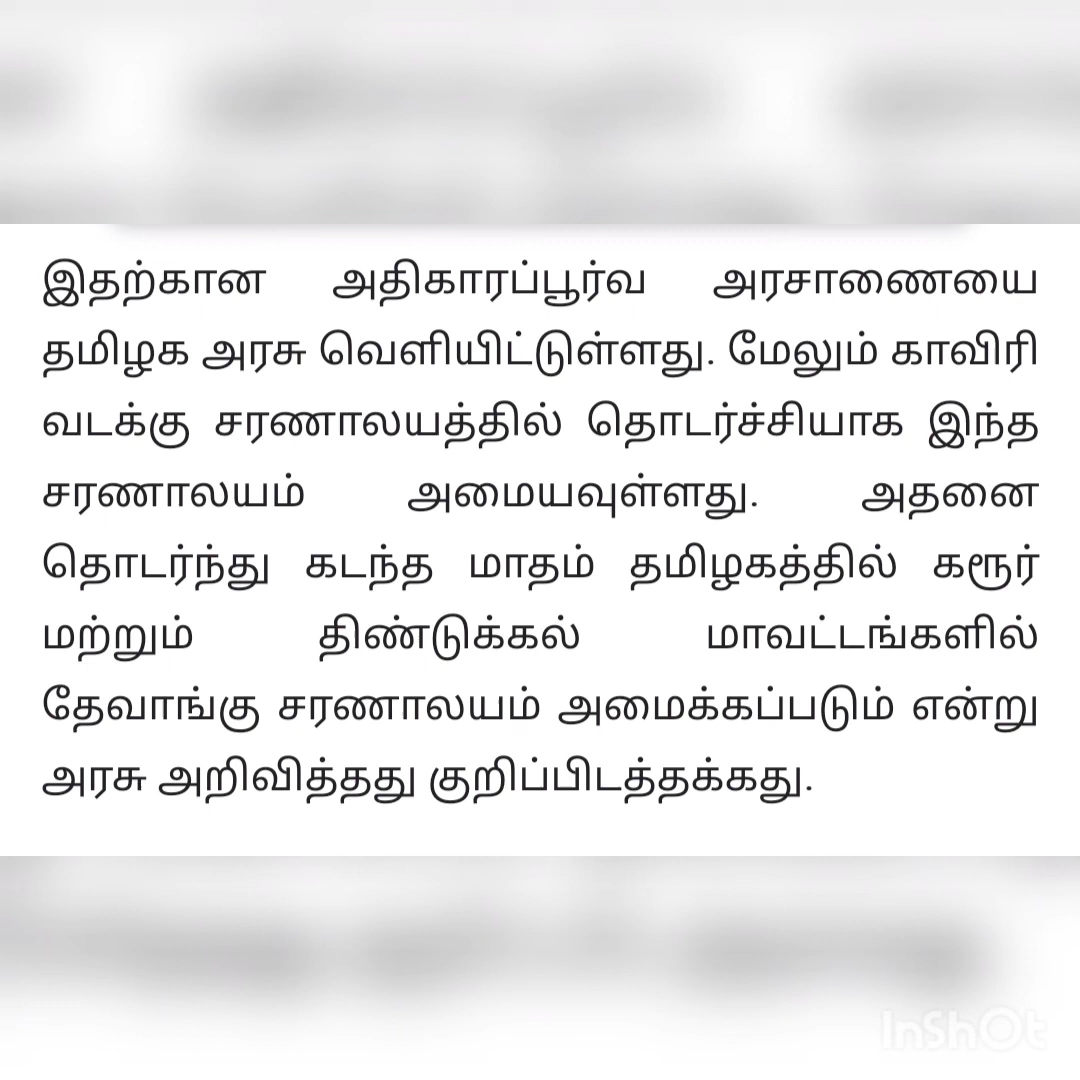 இதற்கான அதிகாரப்பூர்வ அரசாணையை
தமிழக அரசு வெளியிட்டுள்ளது. மேலும் காவிரி
வடக்கு சரணாலயத்தில் தொடர்ச்சியாக இந்த
சரணாலயம் அமையவுள்ளது. அதனை
தொடர்ந்து கடந்த மாதம் தமிழகத்தில் கரூர்
மற்றும் திண்டுக்கல் மாவட்டங்களில்
தேவாங்கு சரணாலயம் அமைக்கப்படும் என்று
அரசு அறிவித்தது குறிப்பிடத்தக்கது.
InShOt